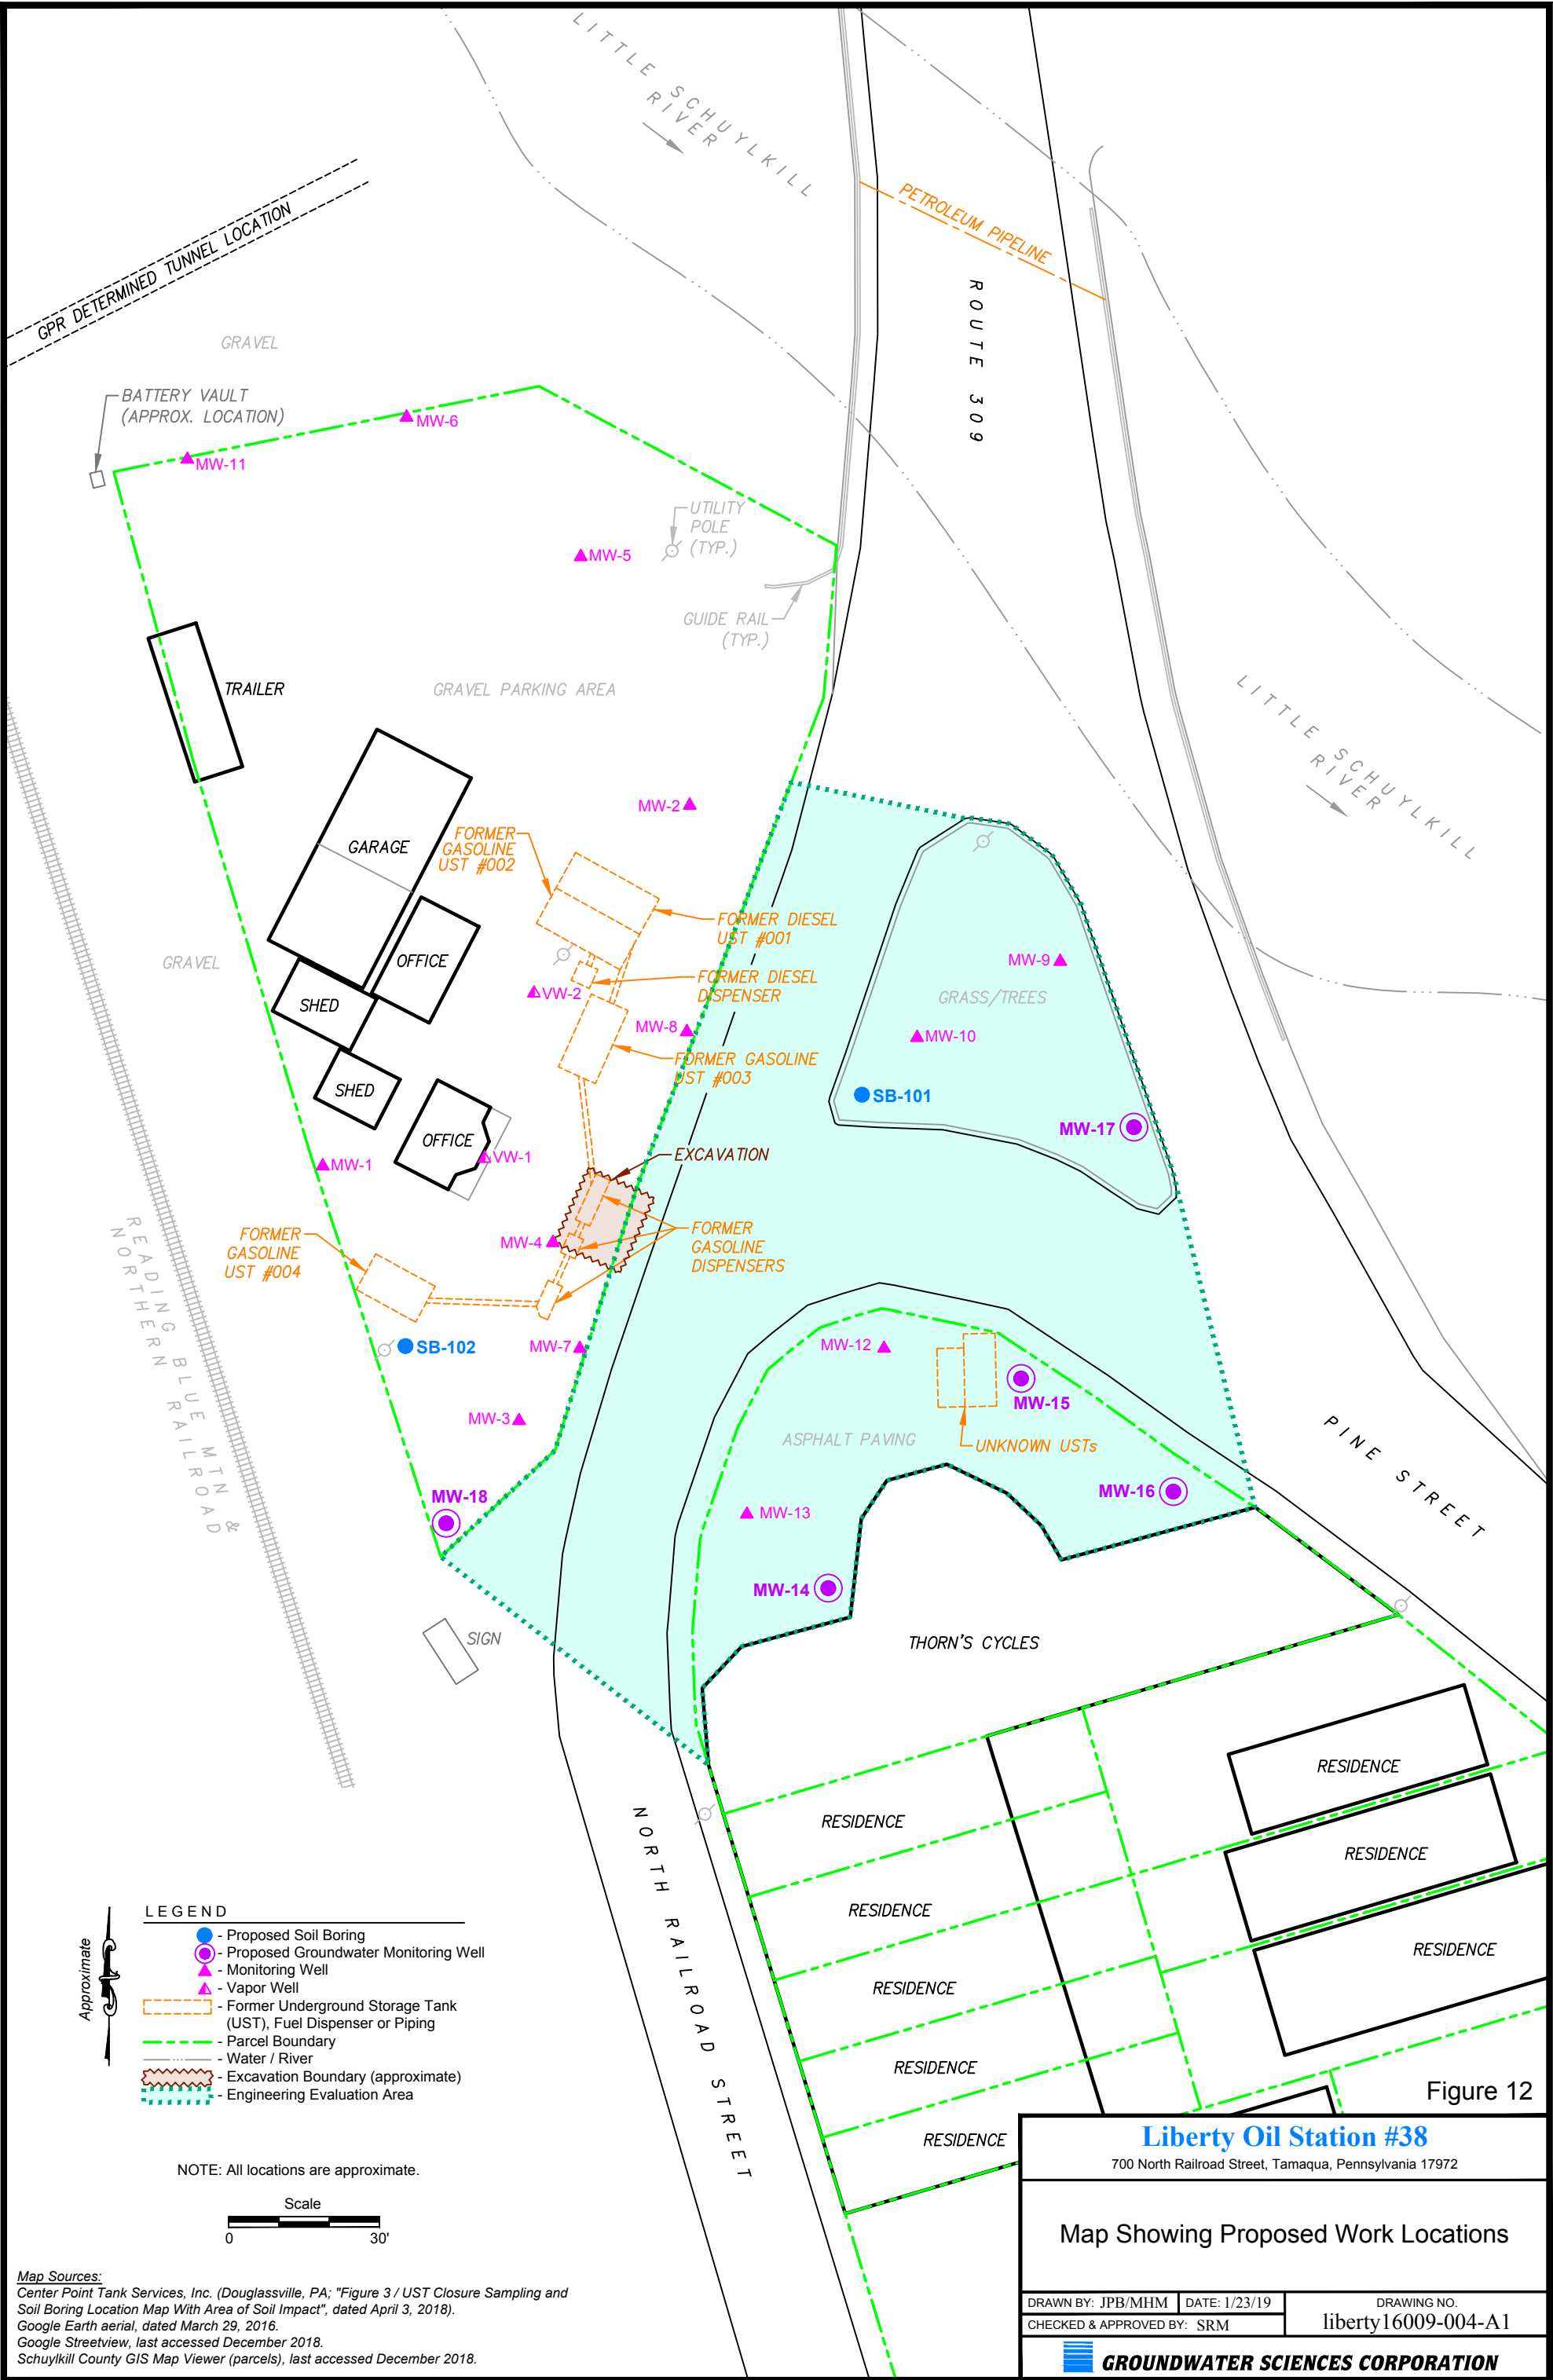 LITTLE SCHUYLKILL
RIVER
PETROLEUM PIPELINE
GPR DETERMINED TUNNEL LOCATION
ROUTE 309
GRAVEL
BATTERY VAULT
(APPROX. LOCATION)
MW-6
MW-11
UTILITY
POLE
(TYP.)
MW-5
GUIDE RAIL
(TYP.)
TRAILER
GRAVEL PARKING AREA
LITTLE SCHUYLKILL
RIVER
MW-2
GARAGE
FORMER
GASOLINE
UST #002
FORMER DIESEL
UST #001
OFFICE
GRAVEL
MW-9
FORMER DIESEL
DISPENSER
VW-2
GRASS/TREES
SHED
MW-8
MW-10
FORMER GASOLINE
UST #003
SHED
SB-101
OFFICE
MW-17
EXCAVATION
VW-1
MW-1
FORMER
GASOLINE
DISPENSERS
MW-4
FORMER
GASOLINE
UST #004
READING BLUE MTN &
NORTHERN RAILROAD
SB-102
MW-7
MW-12
MW-15
MW-3
ASPHALT PAVING
UNKNOWN USTs
PINE STREET
MW-18
MW-16
MW-13
MW-14
SIGN
THORN'S CYCLES
RESIDENCE
RESIDENCE
RESIDENCE
RESIDENCE
RESIDENCE
RESIDENCE
RESIDENCE
RESIDENCE
NORTH RAILROAD STREET
LEGEND
- Proposed Soil Boring
- Proposed Groundwater Monitoring Well
- Monitoring Well
- Vapor Well
- Former Underground Storage Tank
(UST), Fuel Dispenser or Piping
- Parcel Boundary
- Water / River
- Excavation Boundary (approximate)
- Engineering Evaluation Area
Approximate
NOTE: All locations are approximate.
Scale
0 30'
Map Sources:
Center Point Tank Services, Inc. (Douglassville, PA; "Figure 3 / UST Closure Sampling and
Soil Boring Location Map With Area of Soil Impact", dated April 3, 2018).
Google Earth aerial, dated March 29, 2016.
Google Streetview, last accessed December 2018.
Schuylkill County GIS Map Viewer (parcels), last accessed December 2018.
Figure 12
Liberty Oil Station #38
700 North Railroad Street, Tamaqua, Pennsylvania 17972
Map Showing Proposed Work Locations
DRAWN BY: JPB/MHM DATE: 1/23/19
CHECKED & APPROVED BY: SRM
DRAWING NO.
liberty16009-004-A1
GROUNDWATER SCIENCES CORPORATION